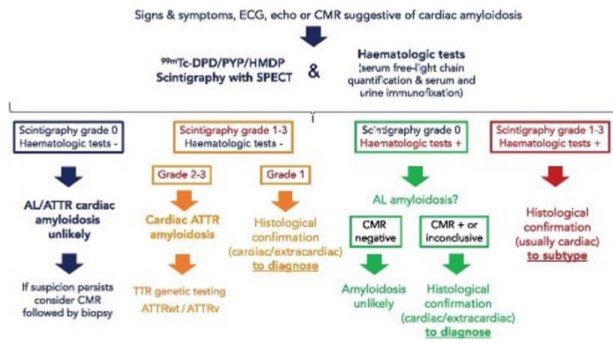 Signs & symptoms, ECG, echo or CMR suggestive of cardiac amyloidosis
99mTc-DPD/PYP/HMDP
Scintigraphy with SPECT
&
Haematologic tests
(serum free-light chain
quantification & serum and
urine immunofixation)
Scintigraphy grade 0
Haematologic tests -
Scintigraphy grade 1-3
Haematologic tests -
Scintigraphy grade 0
Haematologic tests +
Scintigraphy grade 1-3
Haematologic tests +
Grade 2-3
Grade 1
AL/ATTR cardiac
amyloidosis
unlikely
Cardiac ATTR
amyloidosis
Histological
confirmation
(cardiac/extracardiac)
to diagnose
AL amyloidosis?
CMR
negative
CMR + or
inconclusive
Histological
confirmation
(usually cardiac)
to subtype
If suspicion persists
consider CMR
followed by biopsy
TTR genetic testing
ATTRwt / ATTRv
Amyloidosis
unlikely
Histological
confirmation
(cardiac/extracardiac)
to diagnose